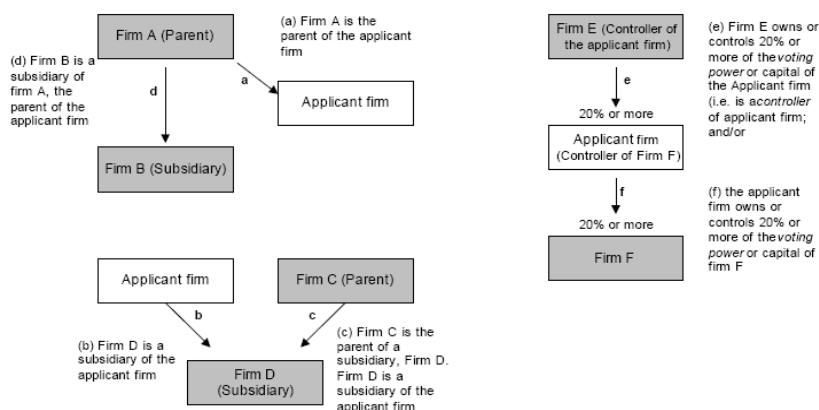 (a) Firm A is the
parent of the applicant
firm
Firm A (Parent)
(d) Firm B is a
subsidiary of
firm A, the
parent of the
applicant firm
d
a
Applicant firm
Firm B (Subsidiary)
Applicant firm
Firm C (Parent)
b
c
(b) Firm D is a
subsidiary of the
applicant firm
(c) Firm C is the
parent of a
subsidiary, Firm D.
Firm D is a
subsidiary of the
applicant firm
Firm D
(Subsidiary)
Firm E (Controller of
the applicant firm)
(e) Firm E owns or
controls 20% or
more of the voting
power or capital of
the Applicant firm
(i.e. is a controller
of applicant firm;
and/or
e
20% or more
Applicant firm
(Controller of Firm F)
f
20% or more
(f) the applicant
firm owns or
controls 20% or
more of the voting
power or capital of
firm F
Firm F